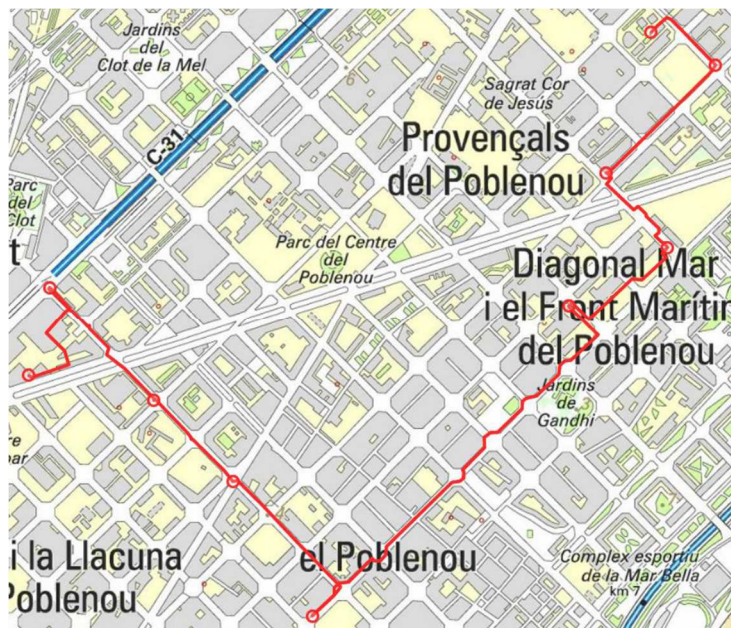 Jardins
del
Clot de la Mel
C-31
Sagrat Cor
de Jesús
Provençals
del Poblenou
Parc
del
Clot
t
Parc del Centre
del
Poblenou
Diagonal Mar
i el Front Marítim
del Poblenou
Jardins
de
Gandhi
re
bar
i la Llacuna
Poblenou
el Poblenou
Complex esportiu
de la Mar Bella
km 7